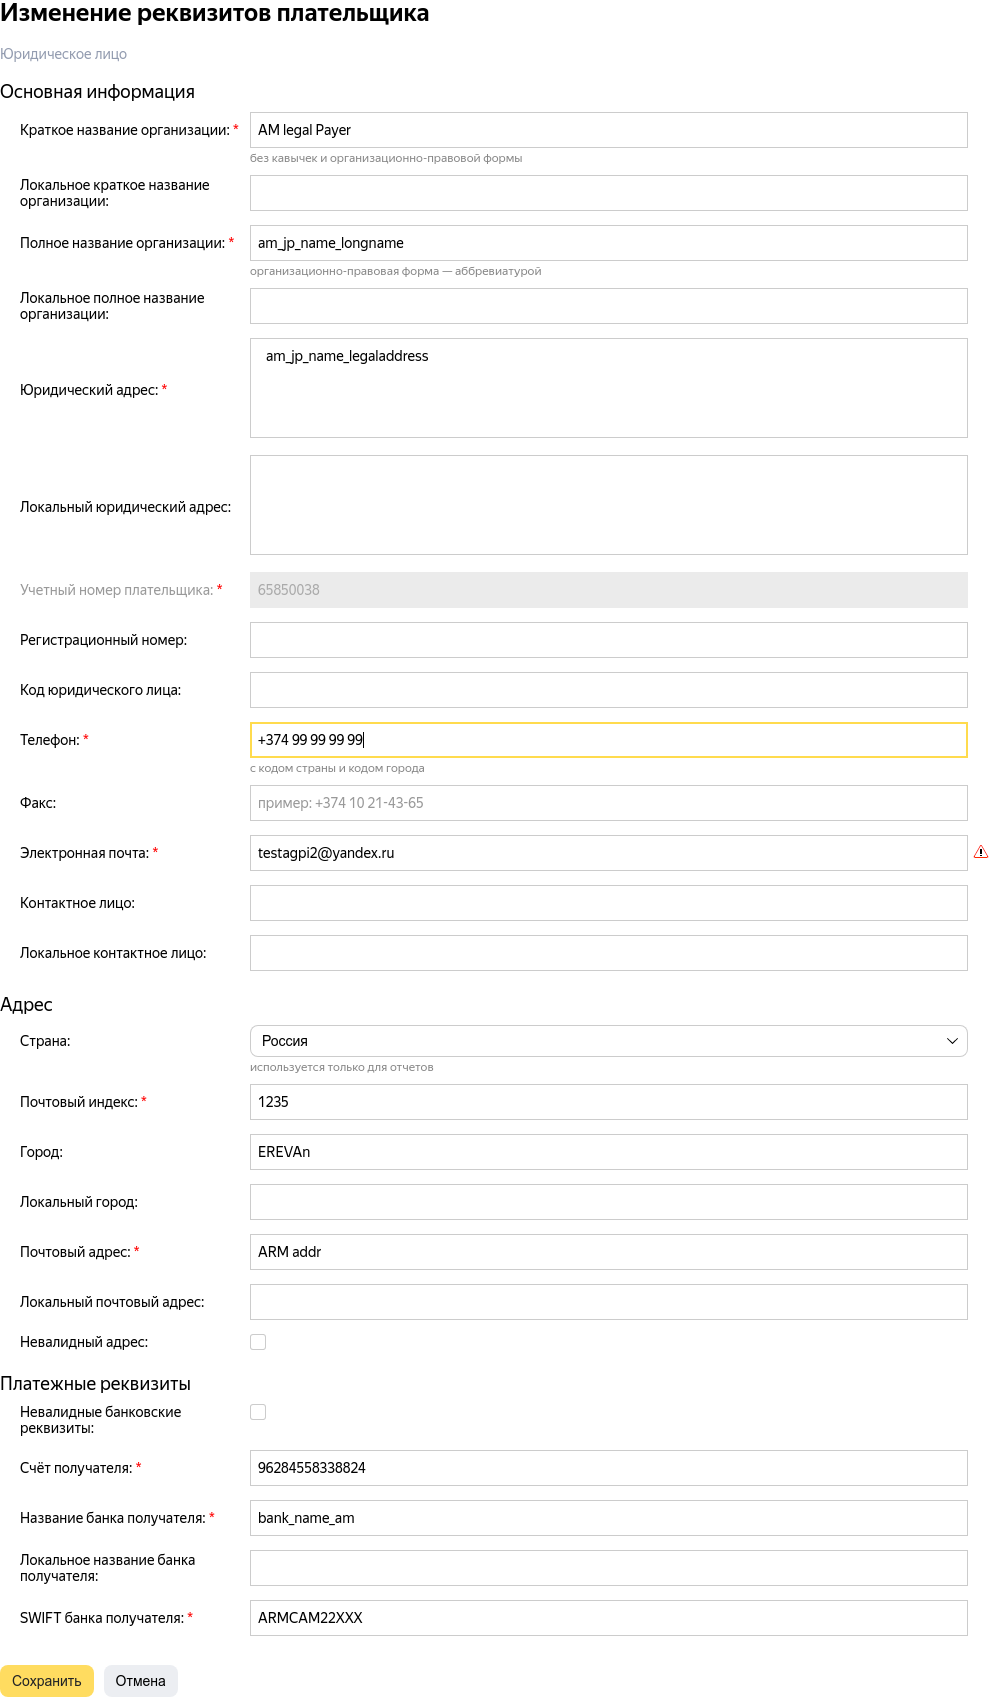 Изменение реквизитов плательщика
Юридическое лицо
Основная информация
Краткое название организации: * AM legal Payer
без кавычек и организационно-правовой формы
Локальное краткое название
организации:
Полное название организации: * am_jp_name_longname
организационно-правовая форма — аббревиатурой
Локальное полное название
организации:
Юридический адрес: * am_jp_name_legaladdress
Локальный юридический адрес:
Учетный номер плательщика: * 65850038
Регистрационный номер:
Код юридического лица:
Телефон: * +374 99 99 99 99
с кодом страны и кодом города
Факс: пример: +374 10 21-43-65
Электронная почта: * testagpi2@yandex.ru
Контактное лицо:
Локальное контактное лицо:
Адрес
Страна: Россия
используется только для отчетов
Почтовый индекс: * 1235
Город: EREVAn
Локальный город:
Почтовый адрес: * ARM addr
Локальный почтовый адрес:
Невалидный адрес:
Платежные реквизиты
Невалидные банковские
реквизиты:
Счёт получателя: * 96284558338824
Название банка получателя: * bank_name_am
Локальное название банка
получателя:
SWIFT банка получателя: * ARMCAM22XXX
Сохранить Отмена